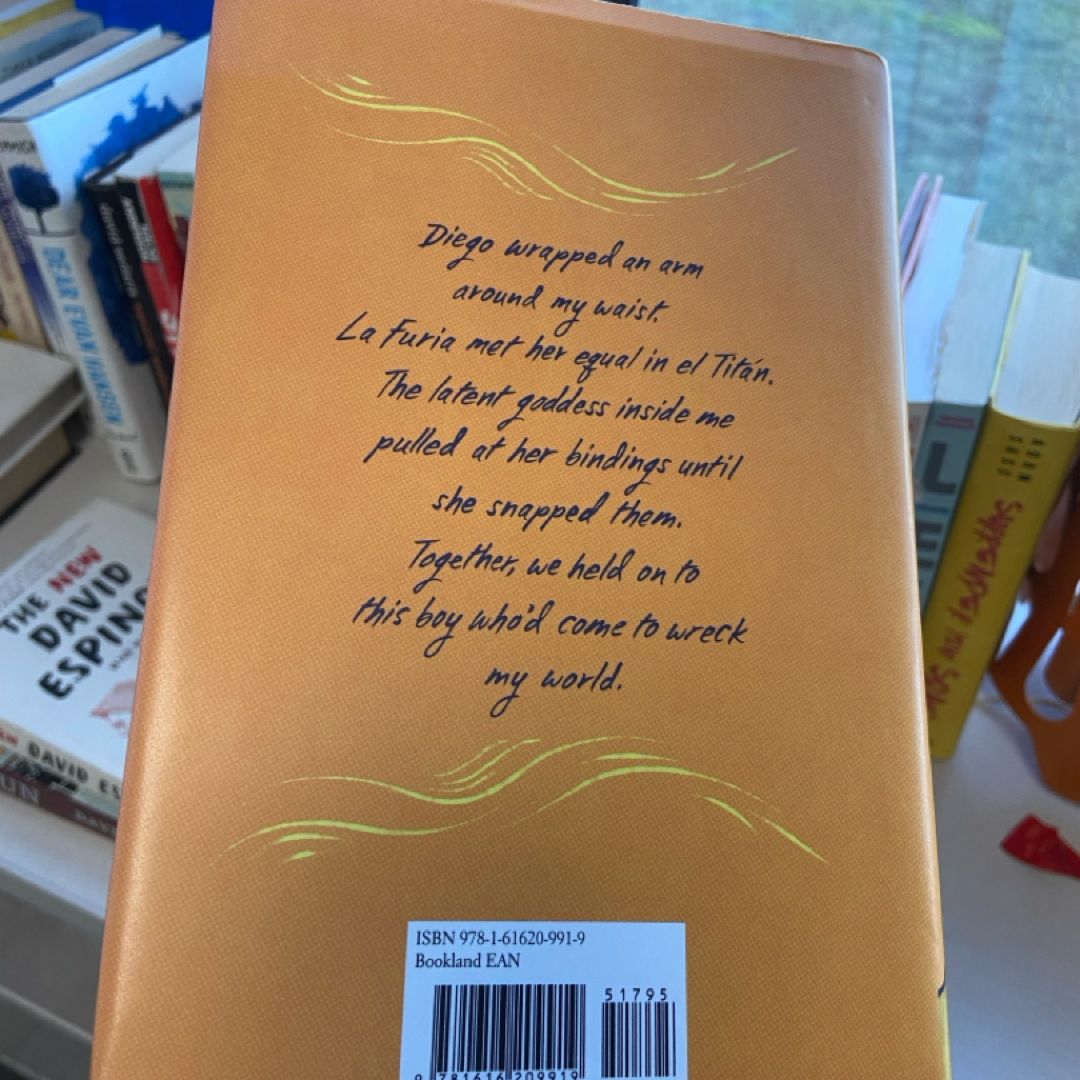 Diego wrapped an arm
around my waist.
La Furia met her equal in el Titán.
The latent goddess inside me
pulled at her bindings until
she snapped them.
Together, we held on to
this boy who'd come to wreck
my world.
ISBN 978-1-61620-991-9
Bookland EAN
51795
9 781616 209919
DEAR EVAN HANSEN
THE NEW
DAVID
DAVID